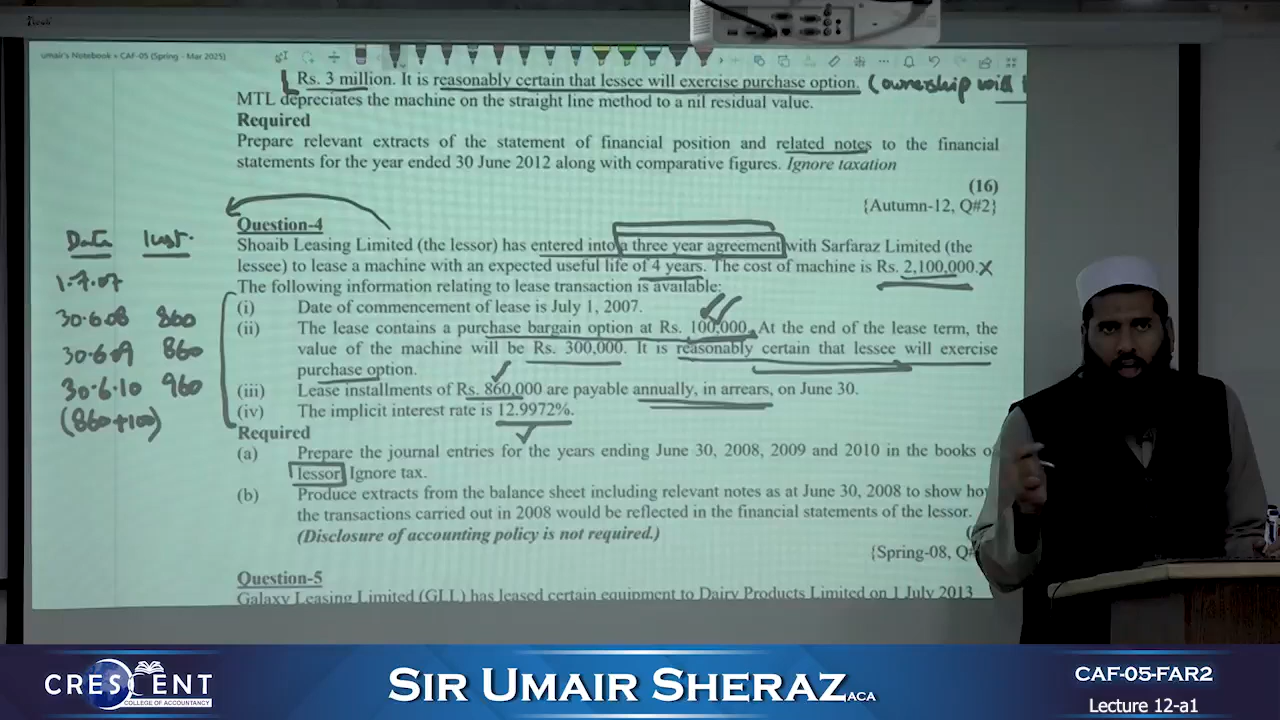 umair's Notebook » CAF-05 (Spring - Mar 2025)
Rs. 3 million. It is reasonably certain that lessee will exercise purchase option. (ownership will
MTL depreciates the machine on the straight line method to a nil residual value.
Required
Prepare relevant extracts of the statement of financial position and related notes to the financial
statements for the year ended 30 June 2012 along with comparative figures. Ignore taxation
(16)
{Autumn-12, Q#2}
Question-4
Shoaib Leasing Limited (the lessor) has entered into a three year agreement with Sarfaraz Limited (the
lessee) to lease a machine with an expected useful life of 4 years. The cost of machine is Rs. 2,100,000.
The following information relating to lease transaction is available:
(i) Date of commencement of lease is July 1, 2007.
(ii) The lease contains a purchase bargain option at Rs. 100,000. At the end of the lease term, the
value of the machine will be Rs. 300,000. It is reasonably certain that lessee will exercise
purchase option.
(iii) Lease installments of Rs. 860,000 are payable annually, in arrears, on June 30.
(iv) The implicit interest rate is 12.9972%.
Required
(a) Prepare the journal entries for the years ending June 30, 2008, 2009 and 2010 in the books o
lessor. Ignore tax.
(b) Produce extracts from the balance sheet including relevant notes as at June 30, 2008 to show ho
the transactions carried out in 2008 would be reflected in the financial statements of the lessor.
(Disclosure of accounting policy is not required.)
{Spring-08, Q#
Question-5
Galaxy Leasing Limited (GLL) has leased certain equipment to Dairy Products Limited on 1 July 2013
Date Inst.
1.7.07
30.6.08 860
30.6.09 860
30.6.10 960
(860+100)
CRESCENT
COLLEGE OF ACCOUNTANCY
SIR UMAIR SHERAZ ACA
CAF-05-FAR2
Lecture 12-a1